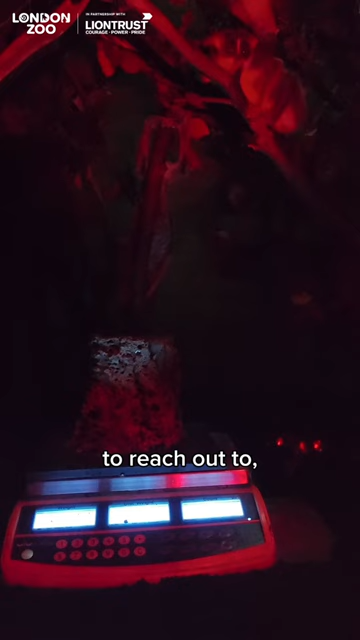 LONDON
ZOO
IN PARTNERSHIP WITH
LIONTRUST
COURAGE · POWER · PRIDE
to reach out to,